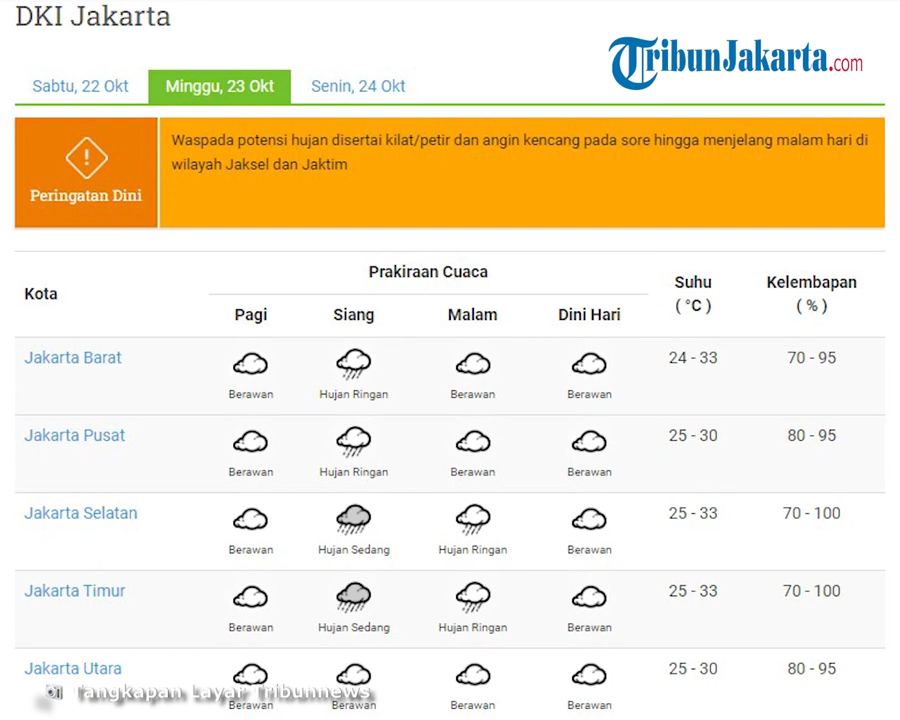 DKI Jakarta
TribunJakarta.com
Sabtu, 22 Okt Minggu, 23 Okt Senin, 24 Okt
Peringatan Dini
Waspada potensi hujan disertai kilat/petir dan angin kencang pada sore hingga menjelang malam hari di
wilayah Jaksel dan Jaktim
Kota Prakiraan Cuaca Suhu Kelembapan
( °C ) ( % )
Pagi Siang Malam Dini Hari
Jakarta Barat 24 - 33 70 - 95
Berawan Hujan Ringan Berawan Berawan
Jakarta Pusat 25 - 30 80 - 95
Berawan Hujan Ringan Berawan Berawan
Jakarta Selatan 25 - 33 70 - 100
Berawan Hujan Sedang Hujan Ringan Berawan
Jakarta Timur 25 - 33 70 - 100
Berawan Hujan Sedang Hujan Ringan Berawan
Jakarta Utara 25 - 30 80 - 95
Tangkapan Layar Tribunnews
Berawan Berawan Berawan Berawan